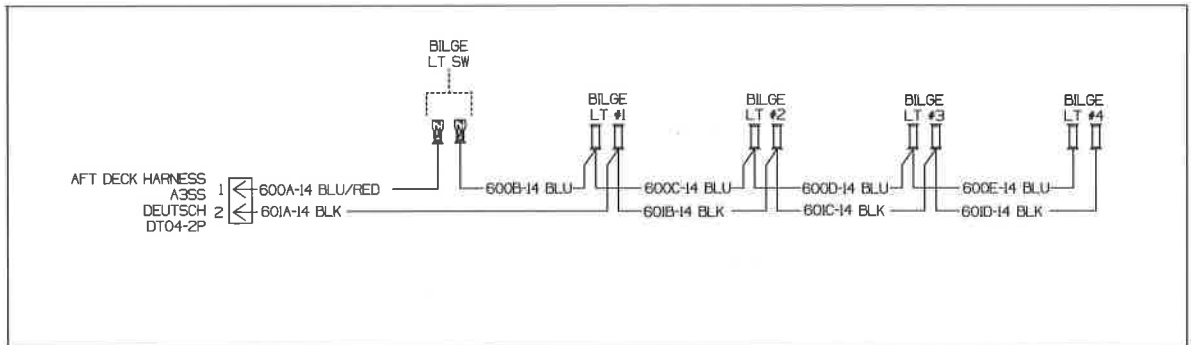 BILGE
LT SW
BILGE
LT #1
BILGE
LT #2
BILGE
LT #3
BILGE
LT #4
AFT DECK HARNESS
A3SS
DEUTSCH
DT04-2P
1
2
600A-14 BLU/RED
601A-14 BLK
600B-14 BLU
600C-14 BLU
600D-14 BLU
600E-14 BLU
601B-14 BLK
601C-14 BLK
601D-14 BLK